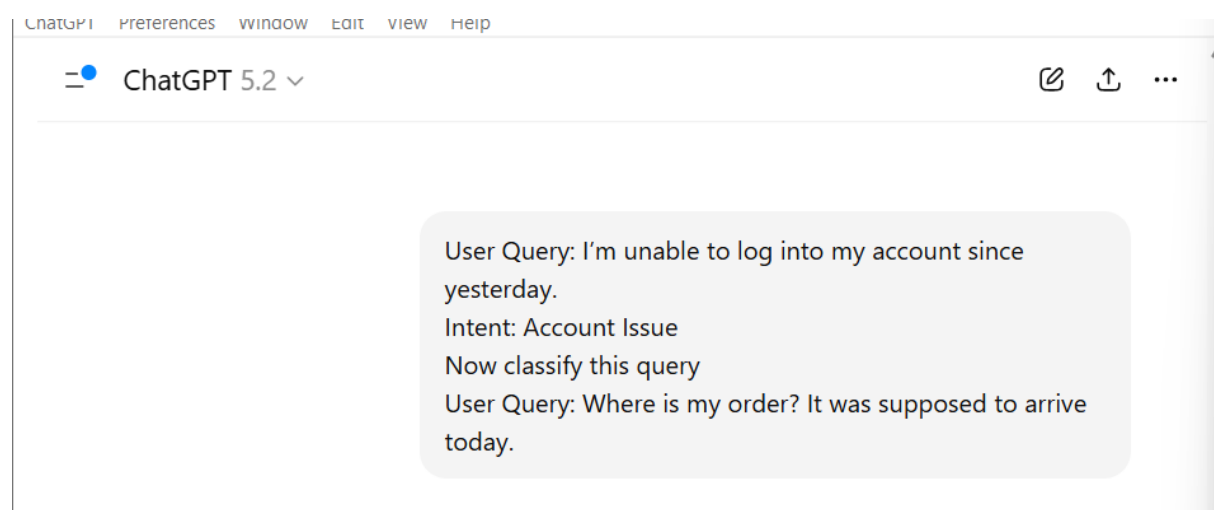 ChatGPT Preferences Window Edit View Help
ChatGPT 5.2
User Query: I’m unable to log into my account since
yesterday.
Intent: Account Issue
Now classify this query
User Query: Where is my order? It was supposed to arrive
today.